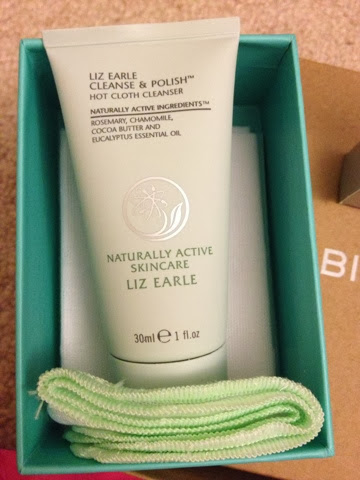 LIZ EARLE
CLEANSE & POLISH™
HOT CLOTH CLEANSER
NATURALLY ACTIVE INGREDIENTS™
ROSEMARY, CHAMOMILE,
COCOA BUTTER AND
EUCALYPTUS ESSENTIAL OIL
NATURALLY ACTIVE
SKINCARE
LIZ EARLE
30ml ℮ 1 fl.oz
BI